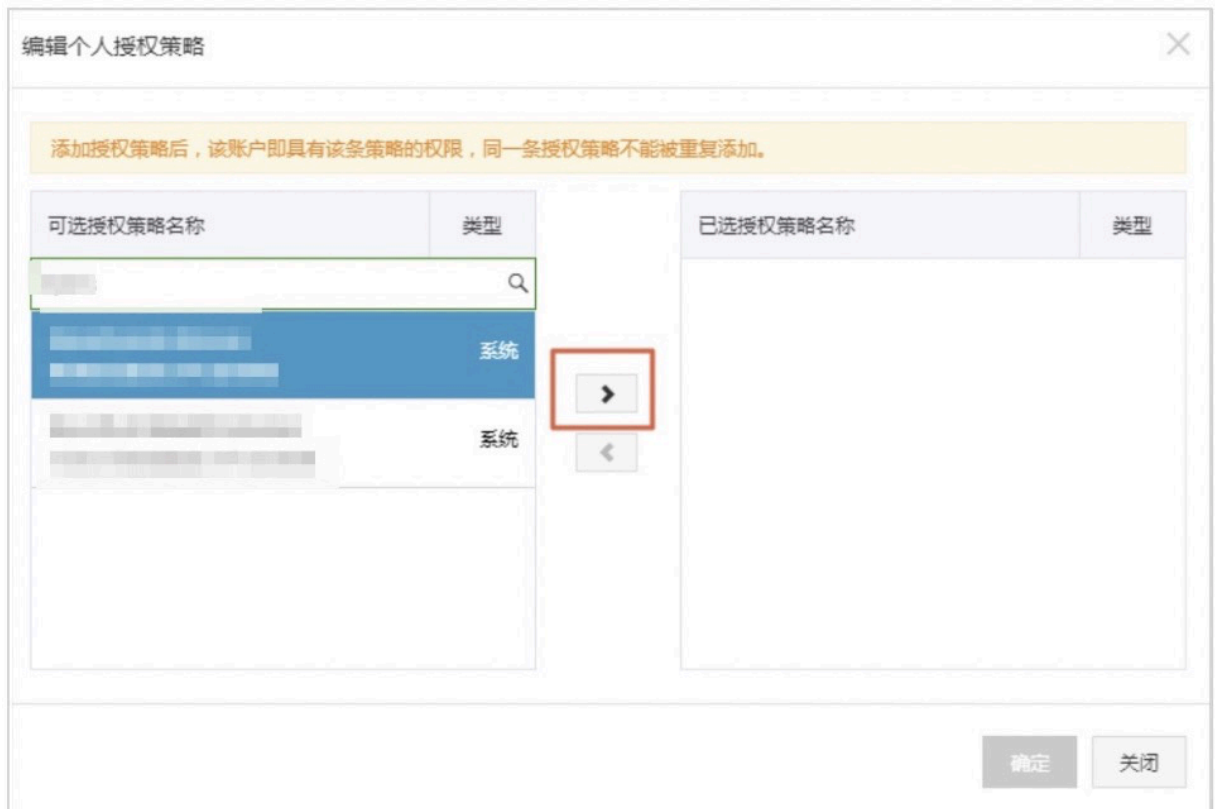 编辑个人授权策略
添加授权策略后，该账户即具有该条策略的权限，同一条授权策略不能被重复添加。
可选授权策略名称 类型
已选授权策略名称 类型
系统
系统
确定 关闭